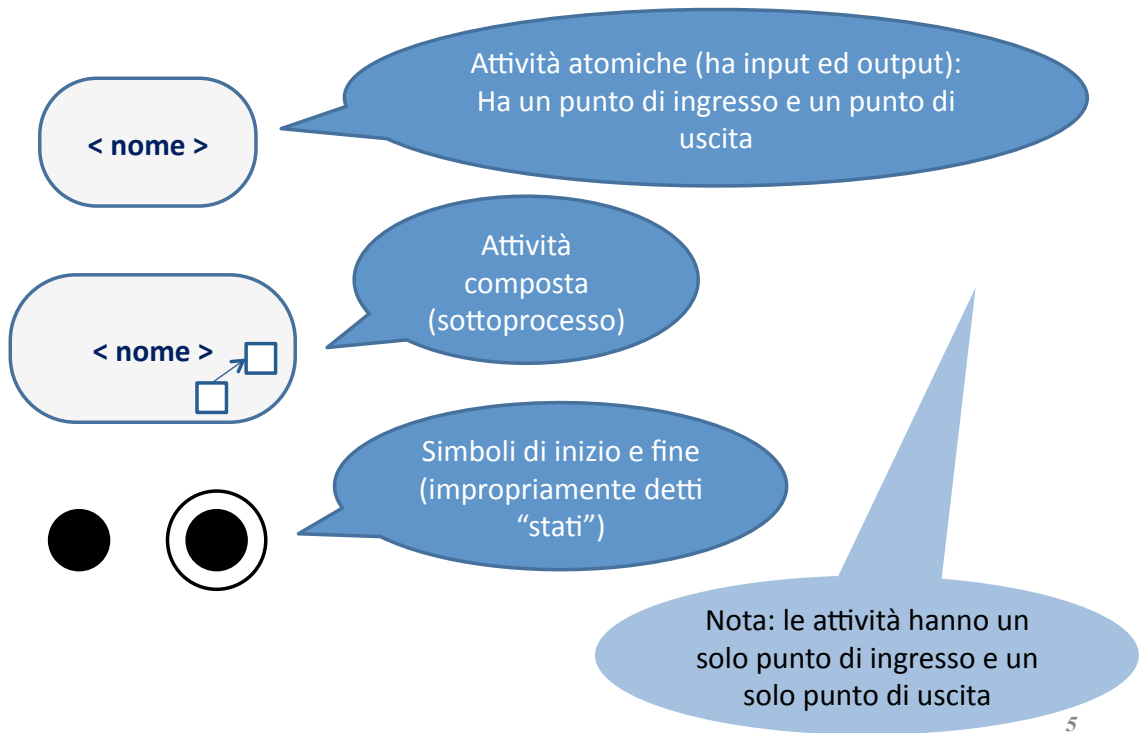 Attività atomiche (ha input ed output):
Ha un punto di ingresso e un punto di
uscita
< nome >
Attività
composta
(sottoprocesso)
< nome >
Simboli di inizio e fine
(impropriamente detti
“stati”)
Nota: le attività hanno un
solo punto di ingresso e un
solo punto di uscita
5